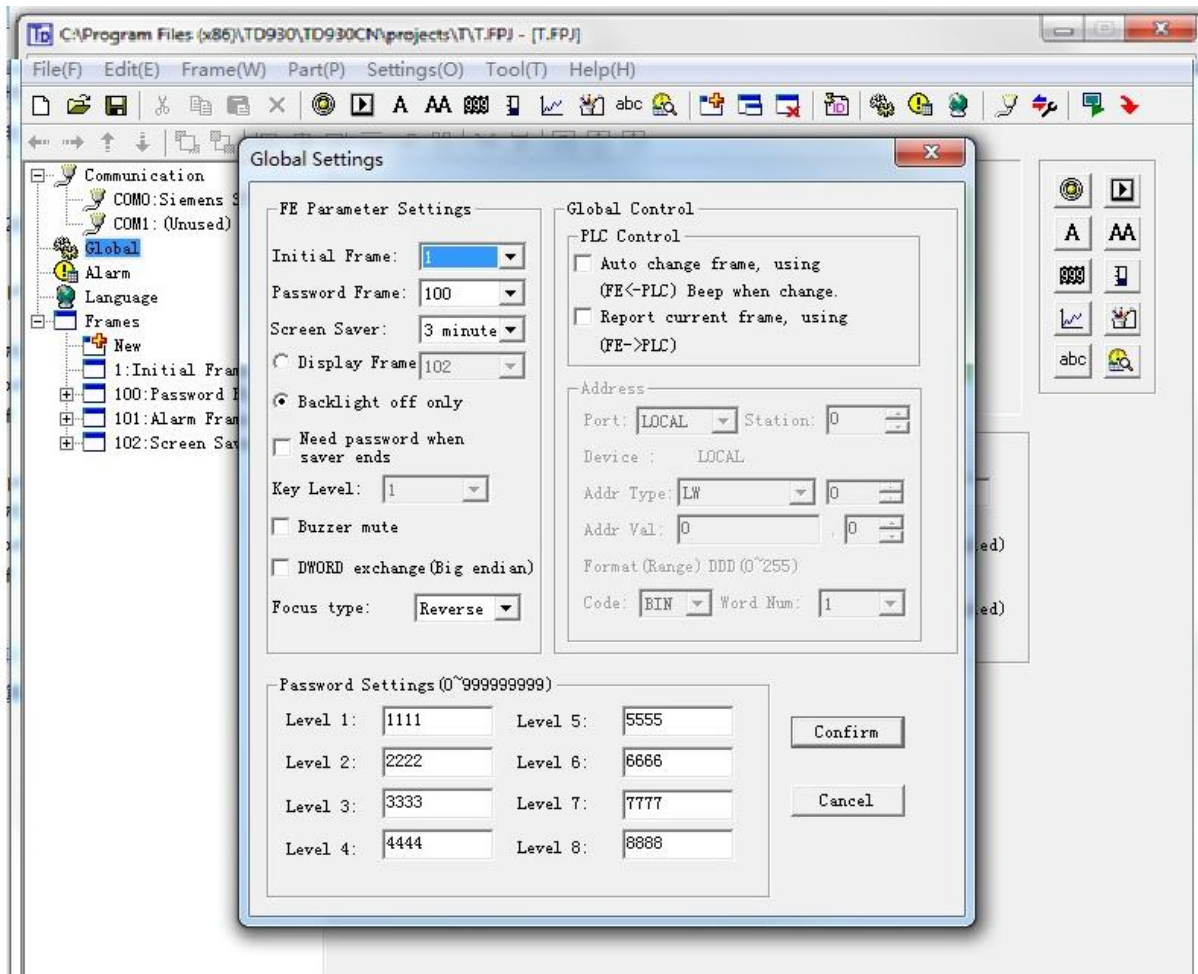 C:\Program Files (x86)\TD930\TD930CN\projects\T\T.FPJ - [T.FPJ]
File(F) Edit(E) Frame(W) Part(P) Settings(O) Tool(T) Help(H)
A AA 999 abc
Communication
COM0:Siemens S
COM1: (Unused)
Global
Alarm
Language
Frames
New
1:Initial Fram
100:Password
101:Alarm Fram
102:Screen Sav
Global Settings
FE Parameter Settings
Initial Frame: 1
Password Frame: 100
Screen Saver: 3 minute
Display Frame 102
Backlight off only
Need password when
saver ends
Key Level: 1
Buzzer mute
DWORD exchange(Big endian)
Focus type: Reverse
Global Control
PLC Control
Auto change frame, using
(FE<-PLC) Beep when change.
Report current frame, using
(FE->PLC)
Address
Port: LOCAL Station: 0
Device : LOCAL
Addr Type: LW 0
Addr Val: 0 . 0
Format(Range) DDD(0~255)
Code: BIN Word Num: 1
Password Settings(0~999999999)
Level 1: 1111 Level 5: 5555
Level 2: 2222 Level 6: 6666
Level 3: 3333 Level 7: 7777
Level 4: 4444 Level 8: 8888
Confirm
Cancel
A AA
999
abc
ed)
ed)